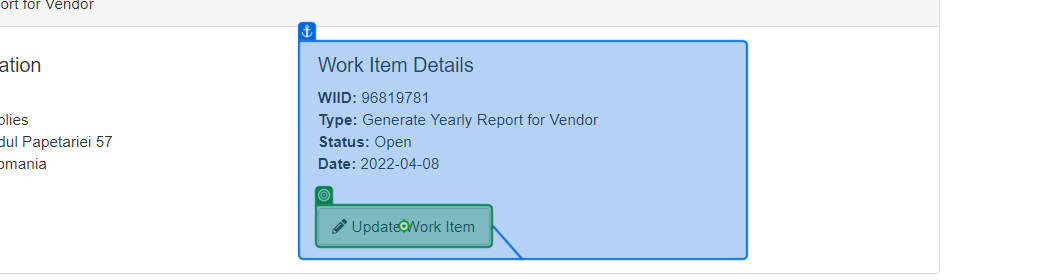 ort for Vendor
ation
olies
dul Papetariei 57
omania
Work Item Details
WIID: 96819781
Type: Generate Yearly Report for Vendor
Status: Open
Date: 2022-04-08
Update Work Item